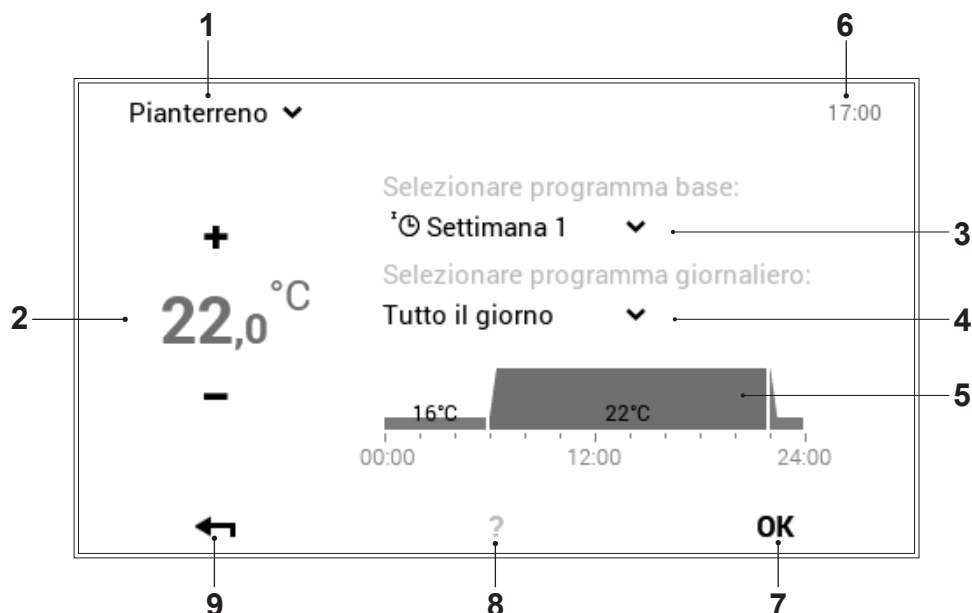 1 6
Pianterreno 17:00
Selezionare programma base:
+
Settimana 1
3
Selezionare programma giornaliero:
2
22,0 °C
Tutto il giorno
4
–
16°C 22°C
5
00:00 12:00 24:00
? OK
9 8 7